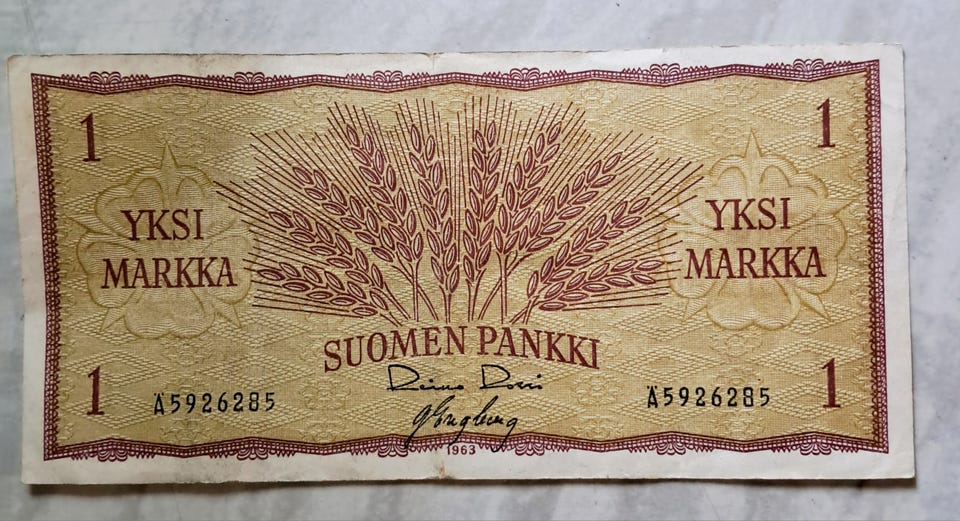 1
1
YKSI
MARKKA
YKSI
MARKKA
SUOMEN PANKKI
1
Ä5926285
Ä5926285
1
1963